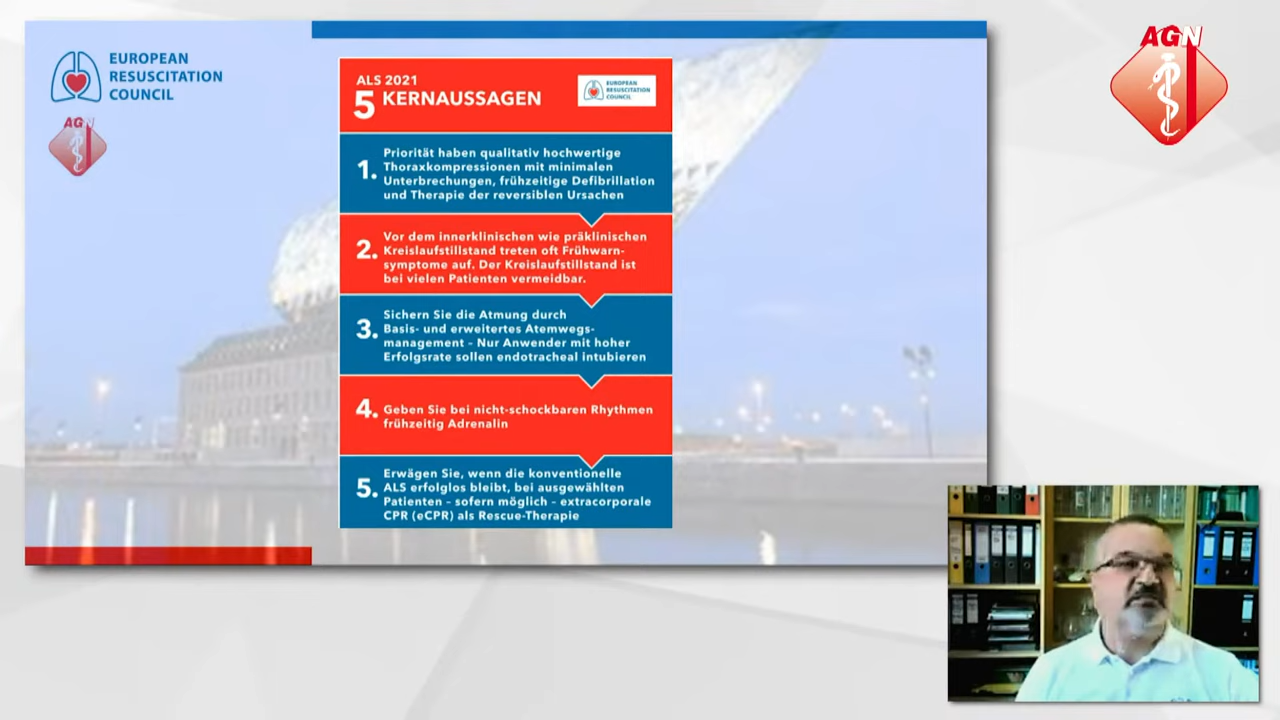 EUROPEAN
RESUSCITATION
COUNCIL
AGN
ALS 2021
5 KERNAUSSAGEN
EUROPEAN
RESUSCITATION
COUNCIL
1. Priorität haben qualitativ hochwertige
Thoraxkompressionen mit minimalen
Unterbrechungen, frühzeitige Defibrillation
und Therapie der reversiblen Ursachen
2. Vor dem innerklinischen wie präklinischen
Kreislaufstillstand treten oft Frühwarn-
symptome auf. Der Kreislaufstillstand ist
bei vielen Patienten vermeidbar.
3. Sichern Sie die Atmung durch
Basis- und erweitertes Atemwegs-
management – Nur Anwender mit hoher
Erfolgsrate sollen endotracheal intubieren
4. Geben Sie bei nicht-schockbaren Rhythmen
frühzeitig Adrenalin
5. Erwägen Sie, wenn die konventionelle
ALS erfolglos bleibt, bei ausgewählten
Patienten – sofern möglich – extracorporale
CPR (eCPR) als Rescue-Therapie
AGN